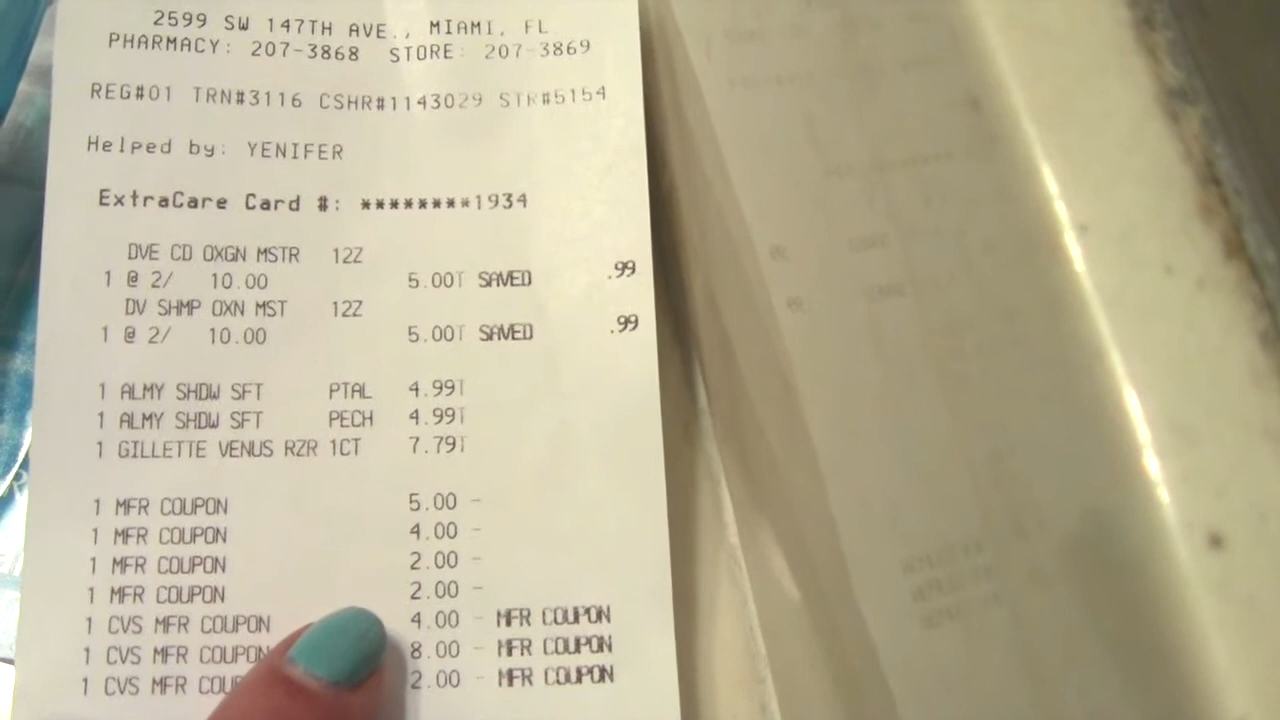 2599 SW 147TH AVE., MIAMI, FL
PHARMACY: 207-3868 STORE: 207-3869
REG#01 TRN#3116 CSHR#1143029 STR#5154
Helped by: YENIFER
ExtraCare Card #: ********1934
DVE CD OXGN MSTR 12Z
1 @ 2/ 10.00 5.00T SAVED .99
DV SHMP OXN MST 12Z
1 @ 2/ 10.00 5.00T SAVED .99
1 ALMY SHDW SFT PTAL 4.99T
1 ALMY SHDW SFT PECH 4.99T
1 GILLETTE VENUS RZR 1CT 7.79T
1 MFR COUPON 5.00 -
1 MFR COUPON 4.00 -
1 MFR COUPON 2.00 -
1 MFR COUPON 2.00 -
1 CVS MFR COUPON 4.00 - MFR COUPON
1 CVS MFR COUPON 8.00 - MFR COUPON
1 CVS MFR 2.00 - MFR COUPON